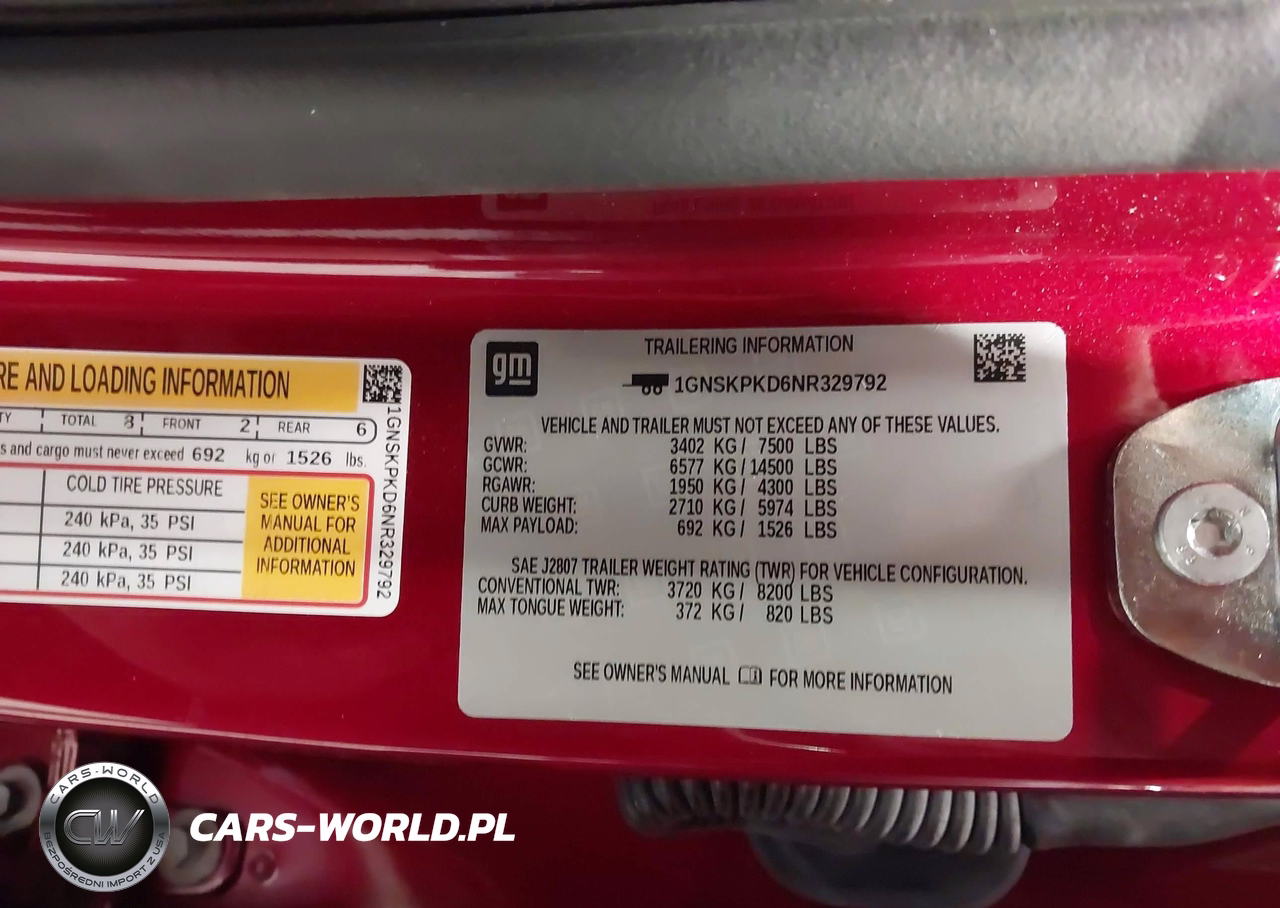 RE AND LOADING INFORMATION
TY TOTAL 8 FRONT 2 REAR 6
s and cargo must never exceed 692 kg or 1526 lbs.
COLD TIRE PRESSURE
240 kPa, 35 PSI
240 kPa, 35 PSI
240 kPa, 35 PSI
SEE OWNER'S
MANUAL FOR
ADDITIONAL
INFORMATION
1GNSKPKD6NR329792
gm
TRAILERING INFORMATION
1GNSKPKD6NR329792
VEHICLE AND TRAILER MUST NOT EXCEED ANY OF THESE VALUES.
GVWR: 3402 KG / 7500 LBS
GCWR: 6577 KG / 14500 LBS
RGAWR: 1950 KG / 4300 LBS
CURB WEIGHT: 2710 KG / 5974 LBS
MAX PAYLOAD: 692 KG / 1526 LBS
SAE J2807 TRAILER WEIGHT RATING (TWR) FOR VEHICLE CONFIGURATION.
CONVENTIONAL TWR: 3720 KG / 8200 LBS
MAX TONGUE WEIGHT: 372 KG / 820 LBS
SEE OWNER'S MANUAL FOR MORE INFORMATION
CARS-WORLD
CW
BEZPOŚREDNI IMPORT Z USA
CARS-WORLD.PL